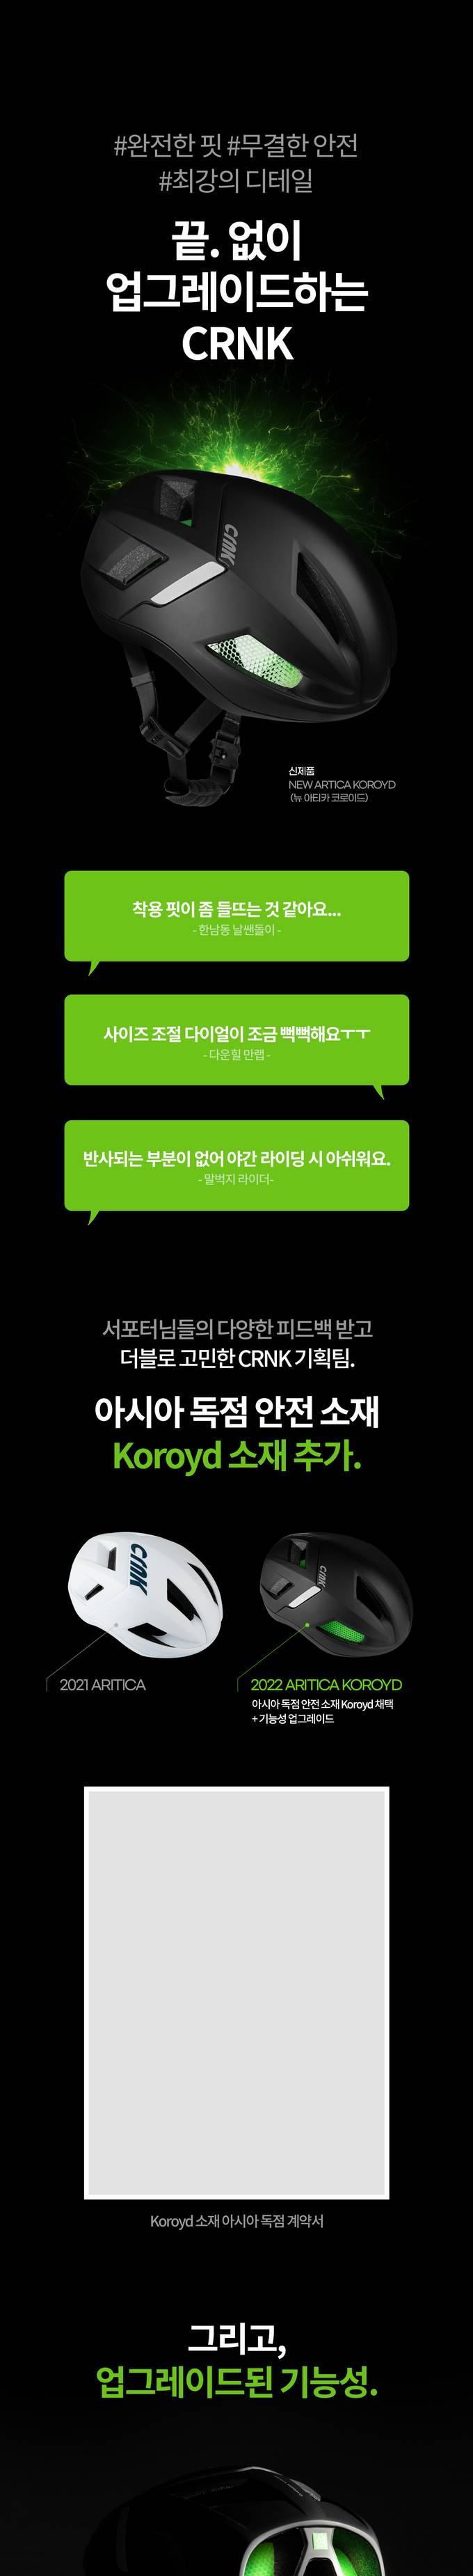 #완전한 핏 #무결한 안전
#최강의 디테일
끝. 없이
업그레이드하는
CRNK
CRNK
신제품
NEW ARTICA KOROYD
(뉴 아티카 코로이드)
착용 핏이 좀 들뜨는 것 같아요...
- 한남동 날쌘돌이 -
사이즈 조절 다이얼이 조금 뻑뻑해요ㅜㅜ
- 다운힐 만랩 -
반사되는 부분이 없어 야간 라이딩 시 아쉬워요.
- 말벅지 라이더-
서포터님들의 다양한 피드백 받고
더블로 고민한 CRNK 기획팀.
아시아 독점 안전 소재
Koroyd 소재 추가.
CRNK
CRNK
2021 ARITICA
2022 ARITICA KOROYD
아시아 독점 안전 소재 Koroyd 채택
+ 기능성 업그레이드
Koroyd 소재 아시아 독점 계약서
그리고,
업그레이드된 기능성.